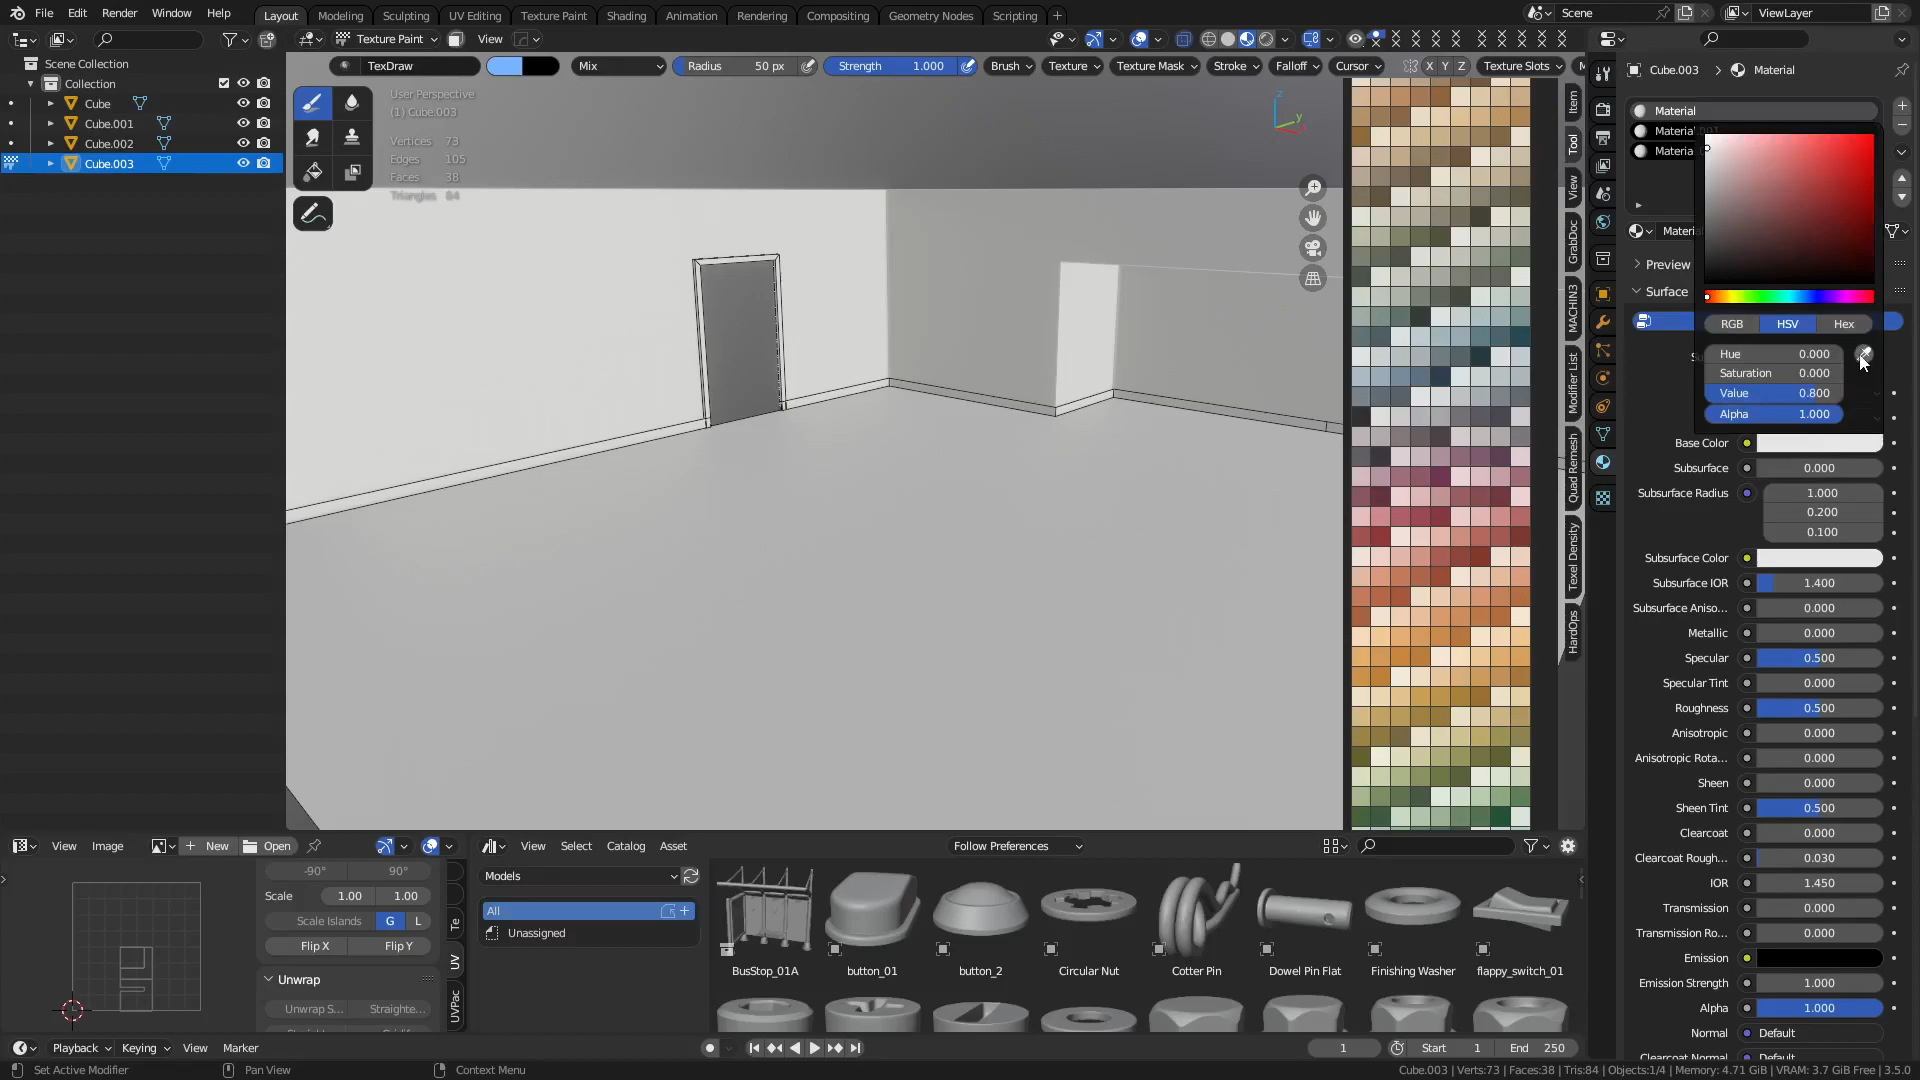 File Edit Render Window Help
Layout Modeling Sculpting UV Editing Texture Paint Shading Animation Rendering Compositing Geometry Nodes Scripting +
Scene
ViewLayer
Texture Paint View
TexDraw Mix Radius 50 px Strength 1.000 Brush Texture Texture Mask Stroke Falloff Cursor X Y Z Texture Slots
Scene Collection
Collection
Cube
Cube.001
Cube.002
Cube.003
User Perspective
(1) Cube.003
Vertices 73
Edges 105
Faces 38
Triangles 84
Z
Y
Item
Tool
View
GrabDoc
MACHIN3
Modifier List
Quad Remesh
Texel Density
HardOps
Cube.003 > Material
Material
Material.001
Materia
Material
Preview
Surface
RGB HSV Hex
Hue 0.000
Saturation 0.000
Value 0.800
Alpha 1.000
Base Color
Subsurface 0.000
Subsurface Radius 1.000
0.200
0.100
Subsurface Color
Subsurface IOR 1.400
Subsurface Aniso... 0.000
Metallic 0.000
Specular 0.500
Specular Tint 0.000
Roughness 0.500
Anisotropic 0.000
Anisotropic Rota... 0.000
Sheen 0.000
Sheen Tint 0.500
Clearcoat 0.000
Clearcoat Rough... 0.030
IOR 1.450
Transmission 0.000
Transmission Ro... 0.000
Emission
Emission Strength 1.000
Alpha 1.000
Normal Default
Clearcoat Normal Default
View Image + New Open
-90° 90°
Scale 1.00 1.00
Scale Islands G L
Flip X Flip Y
Unwrap
Unwrap S... Straighte...
Te
UV
UVPac
View Select Catalog Asset Follow Preferences
Models
All +
Unassigned
BusStop_01A button_01 button_2 Circular Nut Cotter Pin Dowel Pin Flat Finishing Washer flappy_switch_01
Playback Keying View Marker
1 Start 1 End 250
Set Active Modifier Pan View Context Menu
Cube.003 | Verts:73 | Faces:38 | Tris:84 | Objects:1/4 | Memory: 4.71 GiB | VRAM: 3.7 GiB Free | 3.5.0